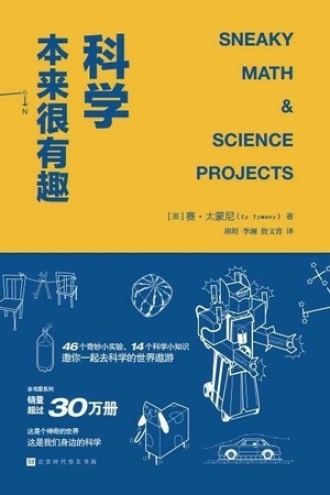 科学
本来很有趣
SNEAKY
MATH
&
SCIENCE
PROJECTS
N
[美]赛·太蒙尼(Cy Tymony) 著
胡坦 李澜 詹文青 译
46个奇妙小实验、14个科学小知识
邀你一起去科学的世界遨游
本书原系列
销量
超过30万册
这是个神奇的世界
这是我们身边的科学
北京时代华文书局